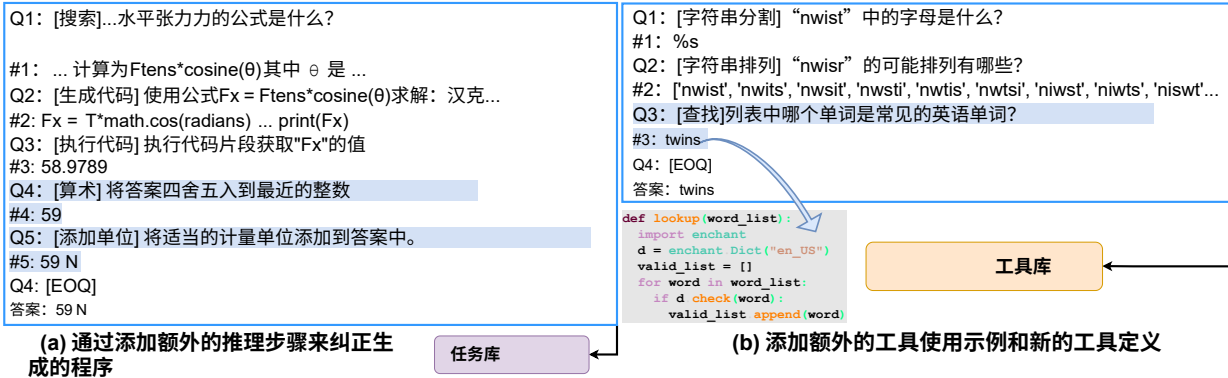 Q1：[搜索]...水平张力力的公式是什么？
#1： ... 计算为Ftens*cosine(θ)其中 θ 是 ...
Q2：[生成代码] 使用公式Fx = Ftens*cosine(θ)求解：汉克...
#2: Fx = T*math.cos(radians) ... print(Fx)
Q3：[执行代码] 执行代码片段获取"Fx"的值
#3: 58.9789
Q4：[算术] 将答案四舍五入到最近的整数
#4: 59
Q5：[添加单位] 将适当的计量单位添加到答案中。
#5: 59 N
Q4: [EOQ]
答案：59 N
(a) 通过添加额外的推理步骤来纠正生
成的程序
任务库
Q1：[字符串分割]“nwist”中的字母是什么？
#1： %s
Q2：[字符串排列]“nwisr”的可能排列有哪些？
#2：['nwist', 'nwits', 'nwsit', 'nwsti', 'nwtis', 'nwtsi', 'niwst', 'niwts', 'niswt'...
Q3：[查找]列表中哪个单词是常见的英语单词？
#3：twins
Q4：[EOQ]
答案：twins
def lookup(word_list):
import enchant
d = enchant.Dict("en_US")
valid_list = []
for word in word_list:
if d.check(word):
valid_list.append(word)
工具库
(b) 添加额外的工具使用示例和新的工具定义